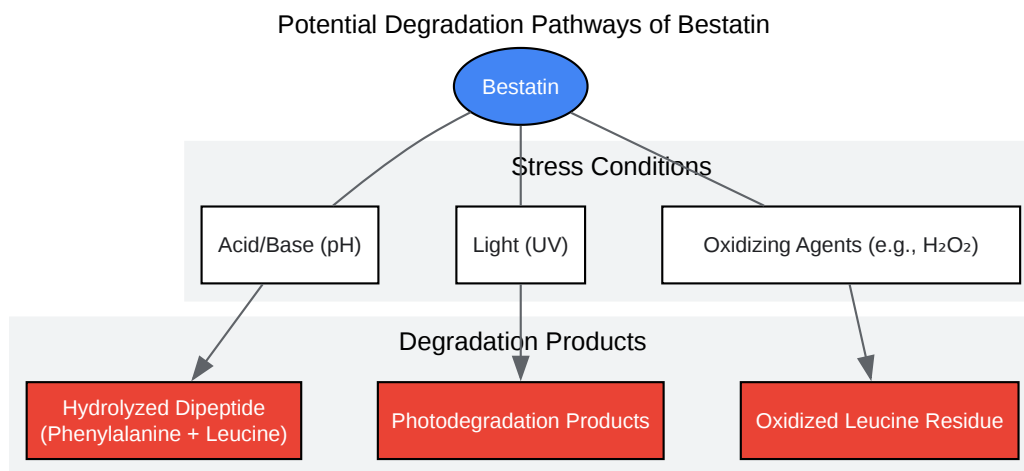 Potential Degradation Pathways of Bestatin
Bestatin
Stress Conditions
Acid/Base (pH)
Light (UV)
Oxidizing Agents (e.g., H₂O₂)
Degradation Products
Hydrolyzed Dipeptide
(Phenylalanine + Leucine)
Photodegradation Products
Oxidized Leucine Residue